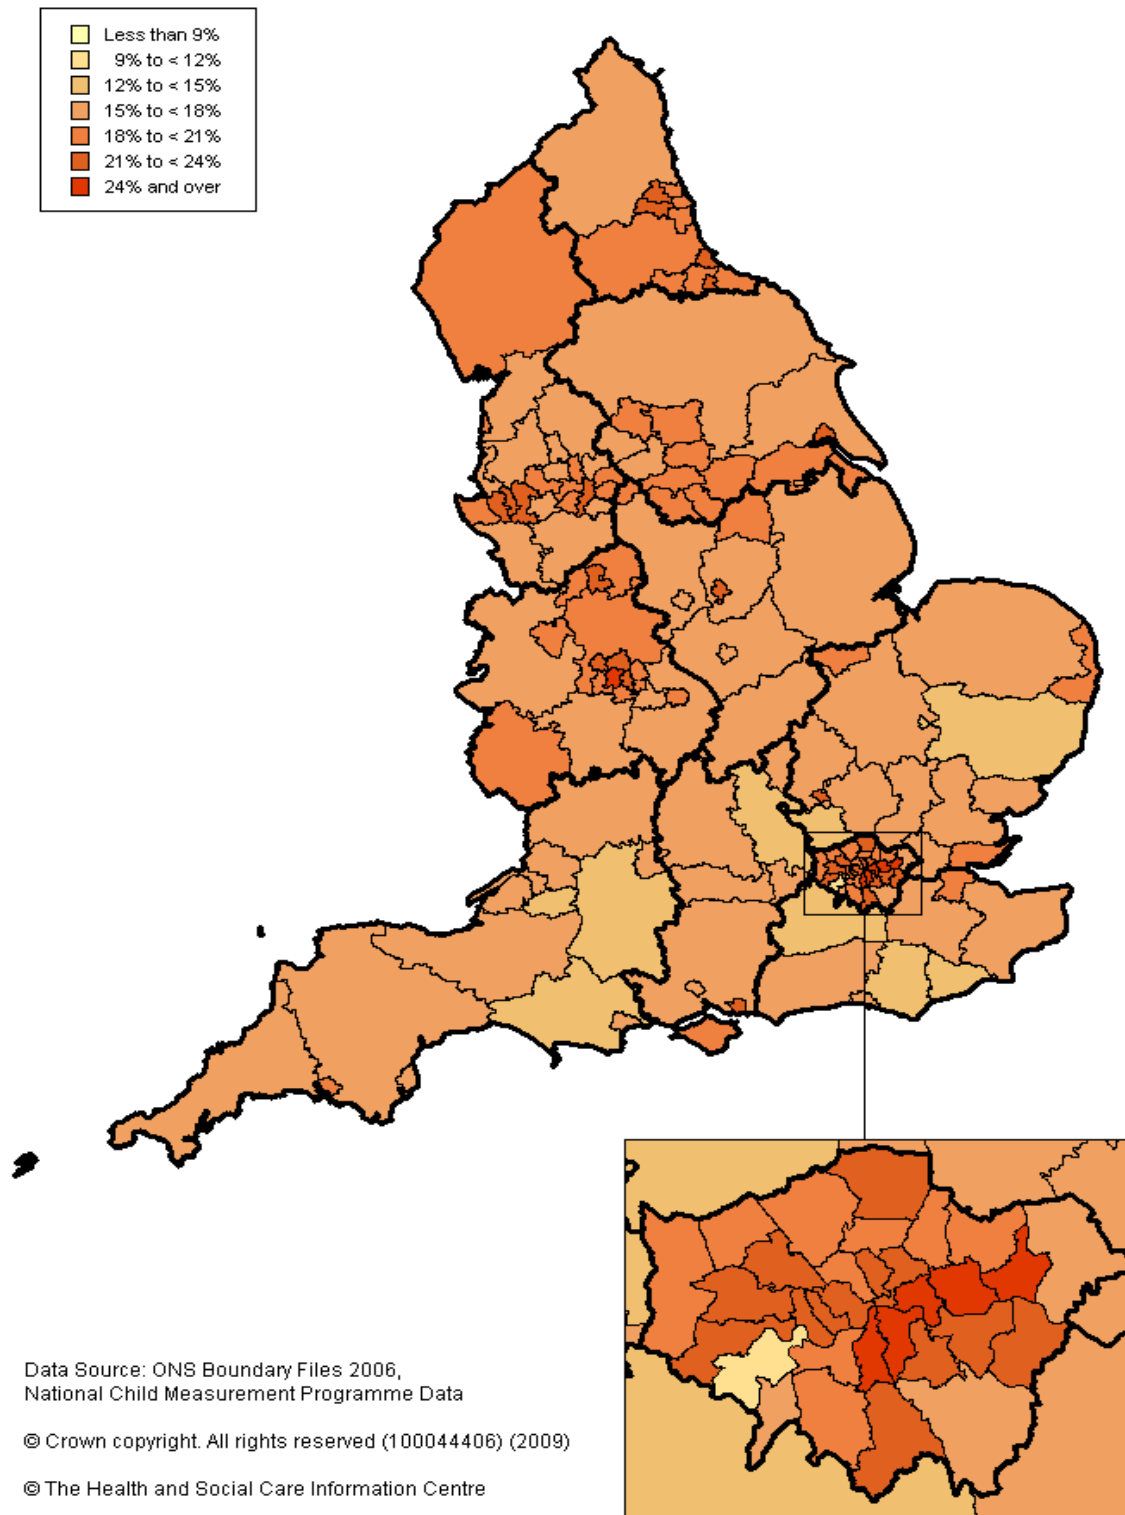 Less than 9%
9% to < 12%
12% to < 15%
15% to < 18%
18% to < 21%
21% to < 24%
24% and over
Data Source: ONS Boundary Files 2006,
National Child Measurement Programme Data
© Crown copyright. All rights reserved (100044406) (2009)
© The Health and Social Care Information Centre